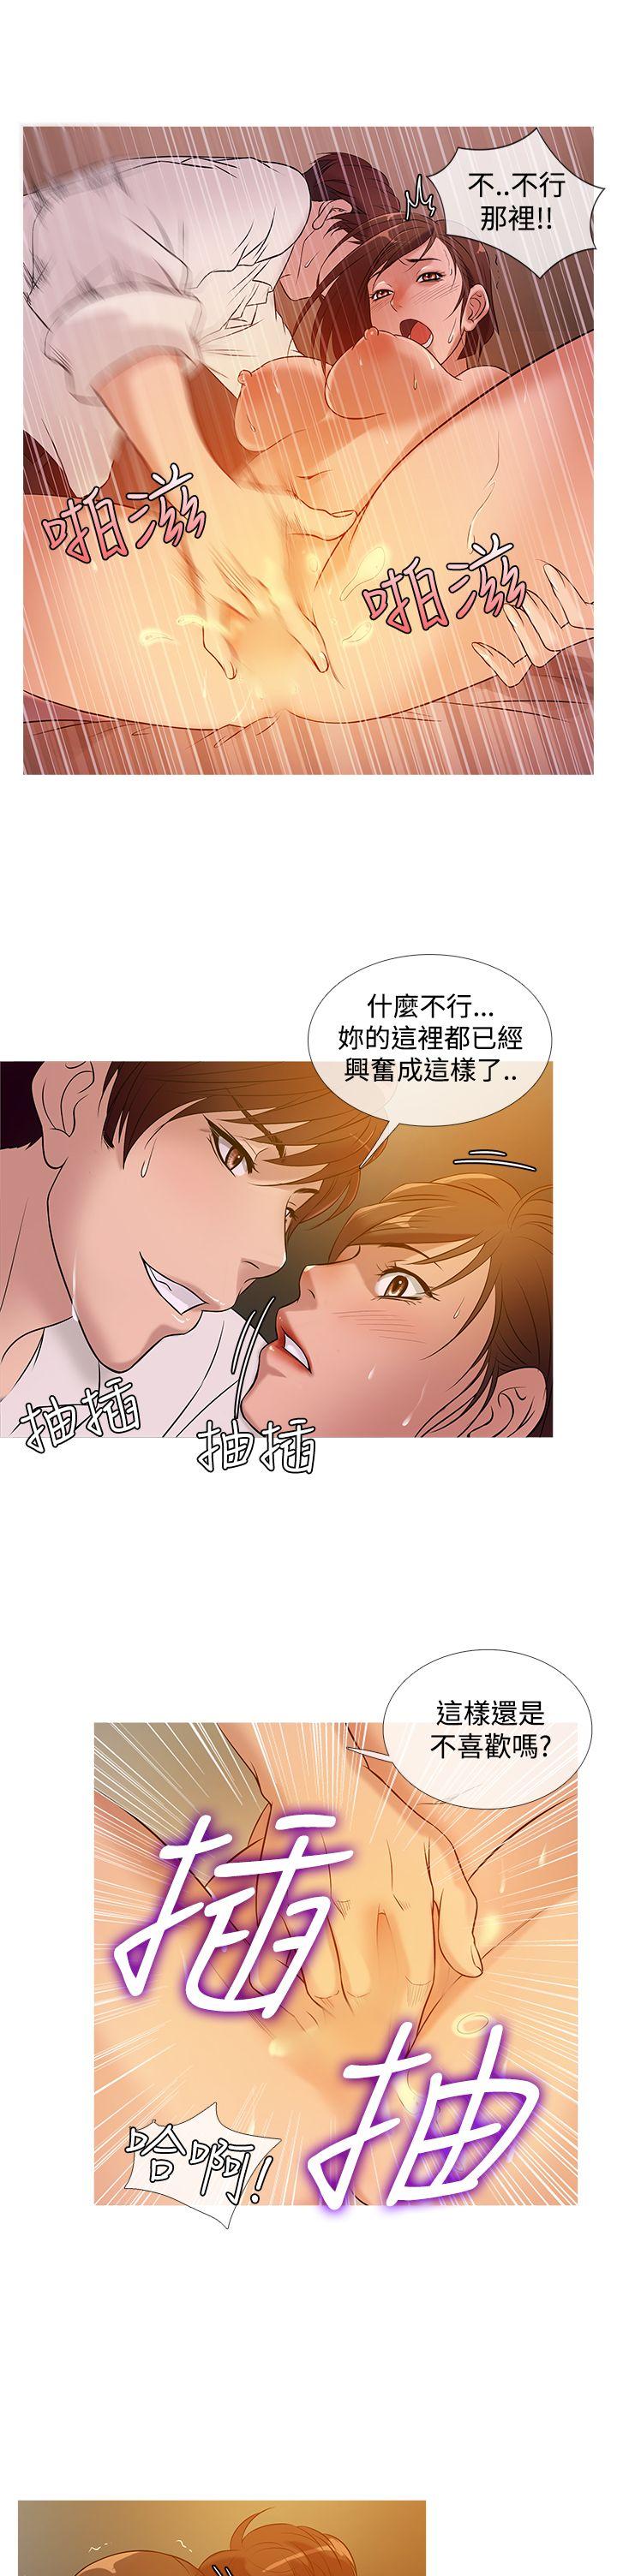 不..不行
那裡!!
啪滋
啪滋
什麼不行...
妳的這裡都已經
興奮成這樣了..
抽插
抽插
這樣還是
不喜歡嗎?
插
抽
哈啊!